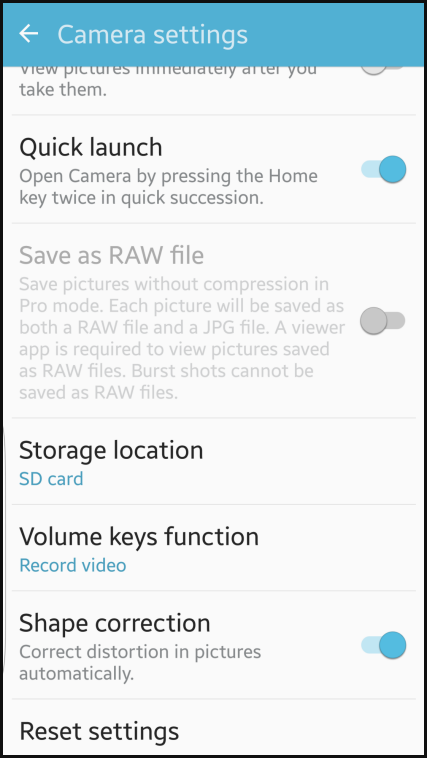 Camera settings
View pictures immediately after you
take them.
Quick launch
Open Camera by pressing the Home
key twice in quick succession.
Save as RAW file
Save pictures without compression in
Pro mode. Each picture will be saved as
both a RAW file and a JPG file. A viewer
app is required to view pictures saved
as RAW files. Burst shots cannot be
saved as RAW files.
Storage location
SD card
Volume keys function
Record video
Shape correction
Correct distortion in pictures
automatically.
Reset settings